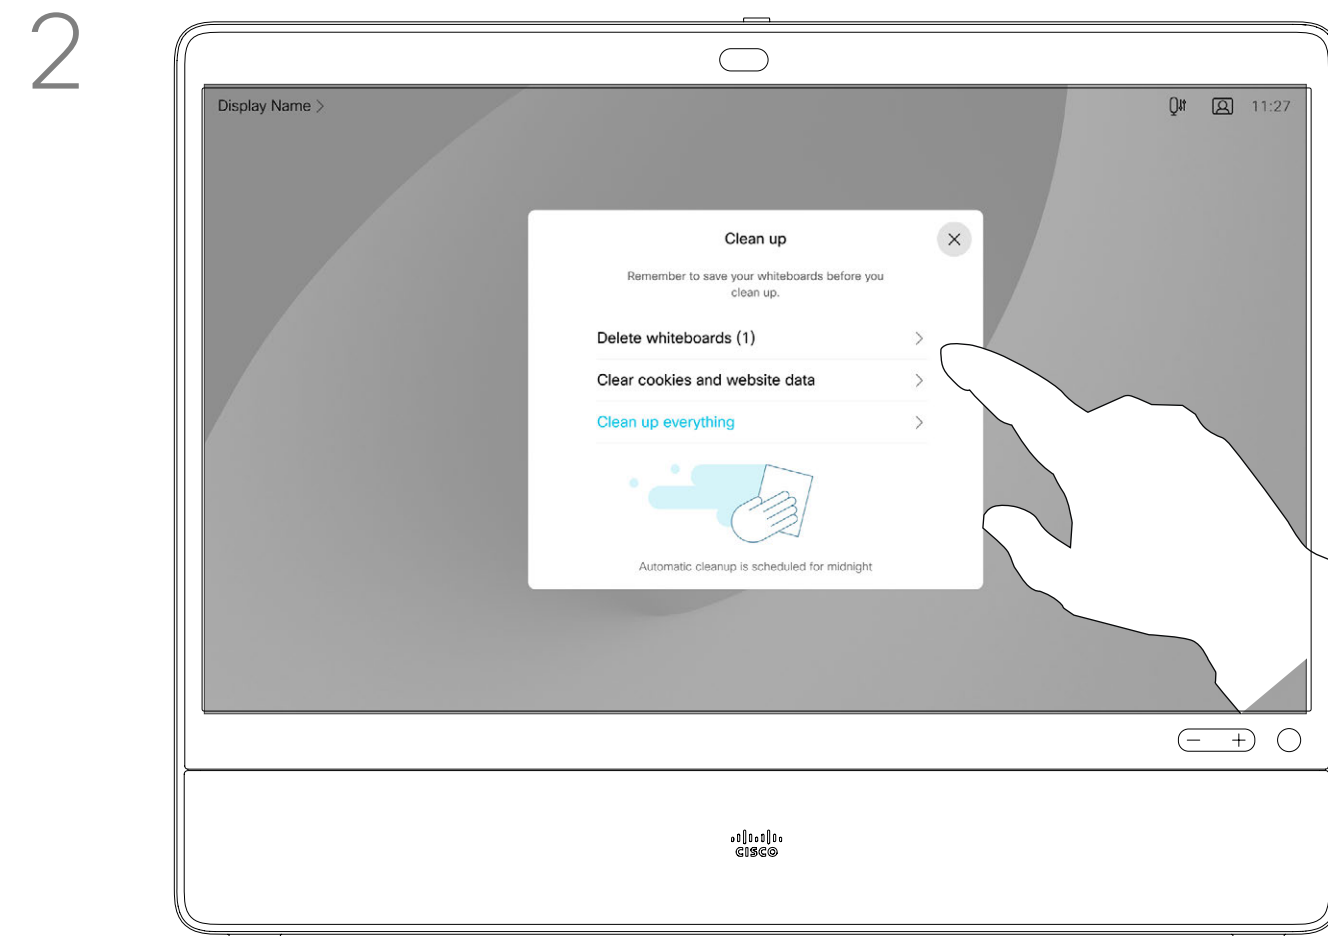 2
Display Name
11:27
Clean up
Remember to save your whiteboards before you
clean up.
Delete whiteboards (1)
Clear cookies and website data
Clean up everything
Automatic cleanup is scheduled for midnight
CISCO